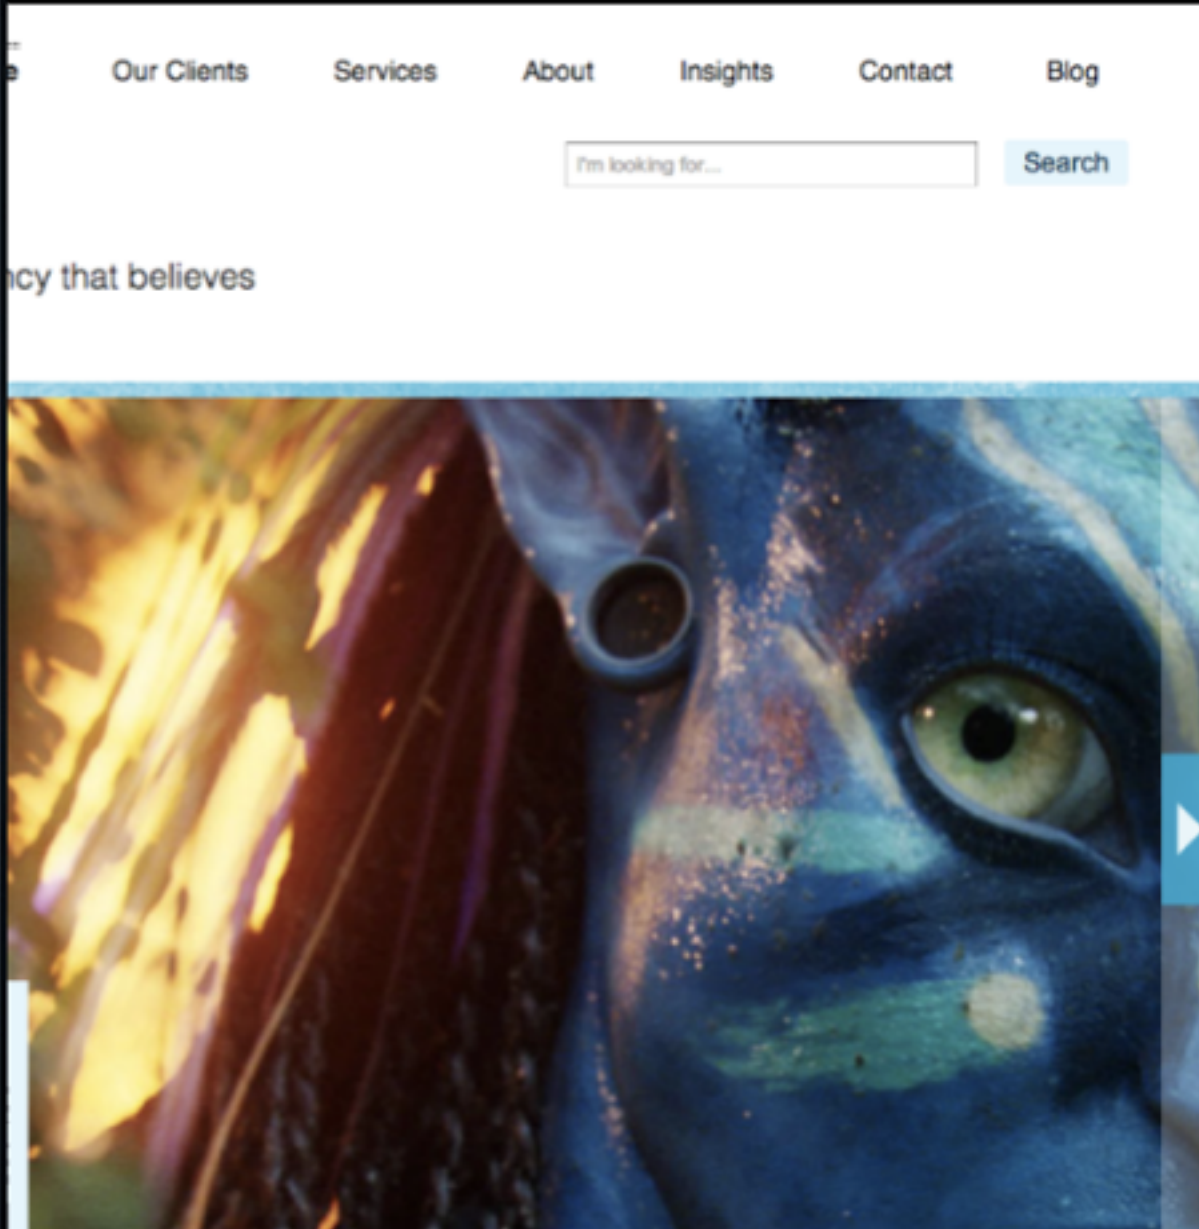 Our Clients Services About Insights Contact Blog
I'm looking for...
Search
that believes